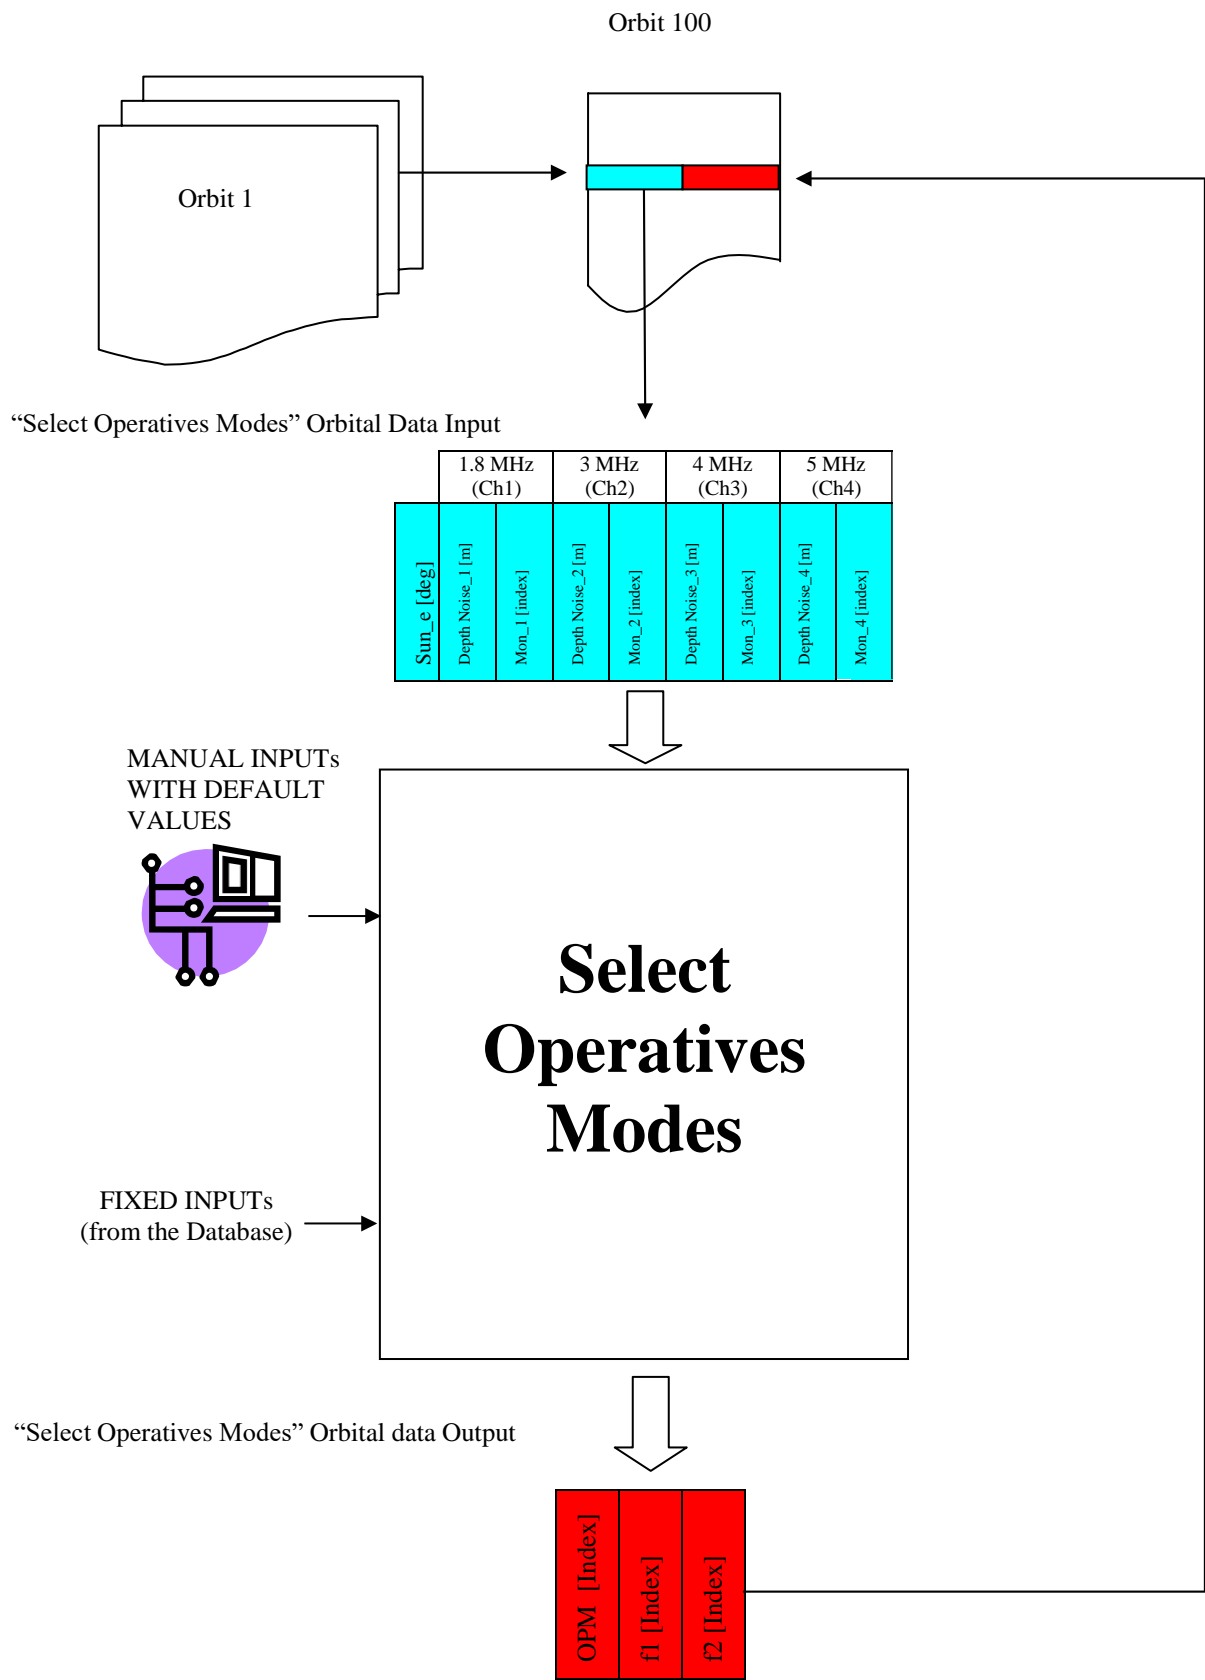 Orbit 100
Orbit 1
“Select Operatives Modes” Orbital Data Input
1.8 MHz
(Ch1)
3 MHz
(Ch2)
4 MHz
(Ch3)
5 MHz
(Ch4)
Sun_e [deg]
Depth Noise_1 [m]
Mon_1 [index]
Depth Noise_2 [m]
Mon_2 [index]
Depth Noise_3 [m]
Mon_3 [index]
Depth Noise_4 [m]
Mon_4 [index]
MANUAL INPUTs
WITH DEFAULT
VALUES
Select
Operatives
Modes
FIXED INPUTs
(from the Database)
“Select Operatives Modes” Orbital data Output
OPM [Index]
f1 [Index]
f2 [Index]